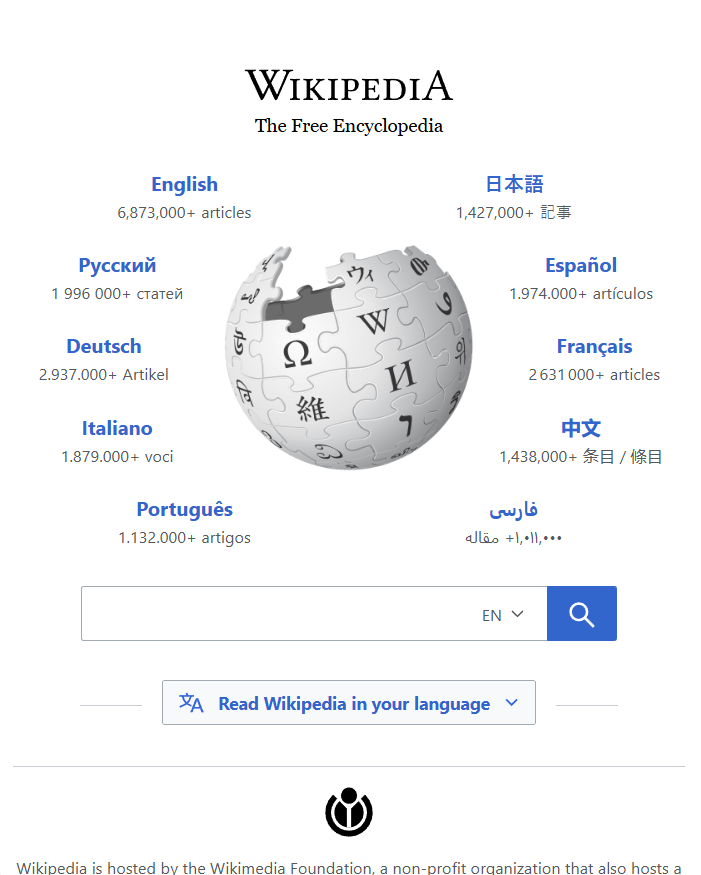 WIKIPEDIA
The Free Encyclopedia
English
6,873,000+ articles
日本語
1,427,000+ 記事
Русский
1 996 000+ статей
Español
1.974.000+ artículos
Deutsch
2.937.000+ Artikel
Français
2 631 000+ articles
Italiano
1.879.000+ voci
中文
1,438,000+ 条目 / 條目
Português
1.132.000+ artigos
فارسی
۱٬۰۱۱٬۰۰۰+ مقاله
ウィ
W
Ω
И
維
EN
Read Wikipedia in your language
Wikipedia is hosted by the Wikimedia Foundation, a non-profit organization that also hosts a